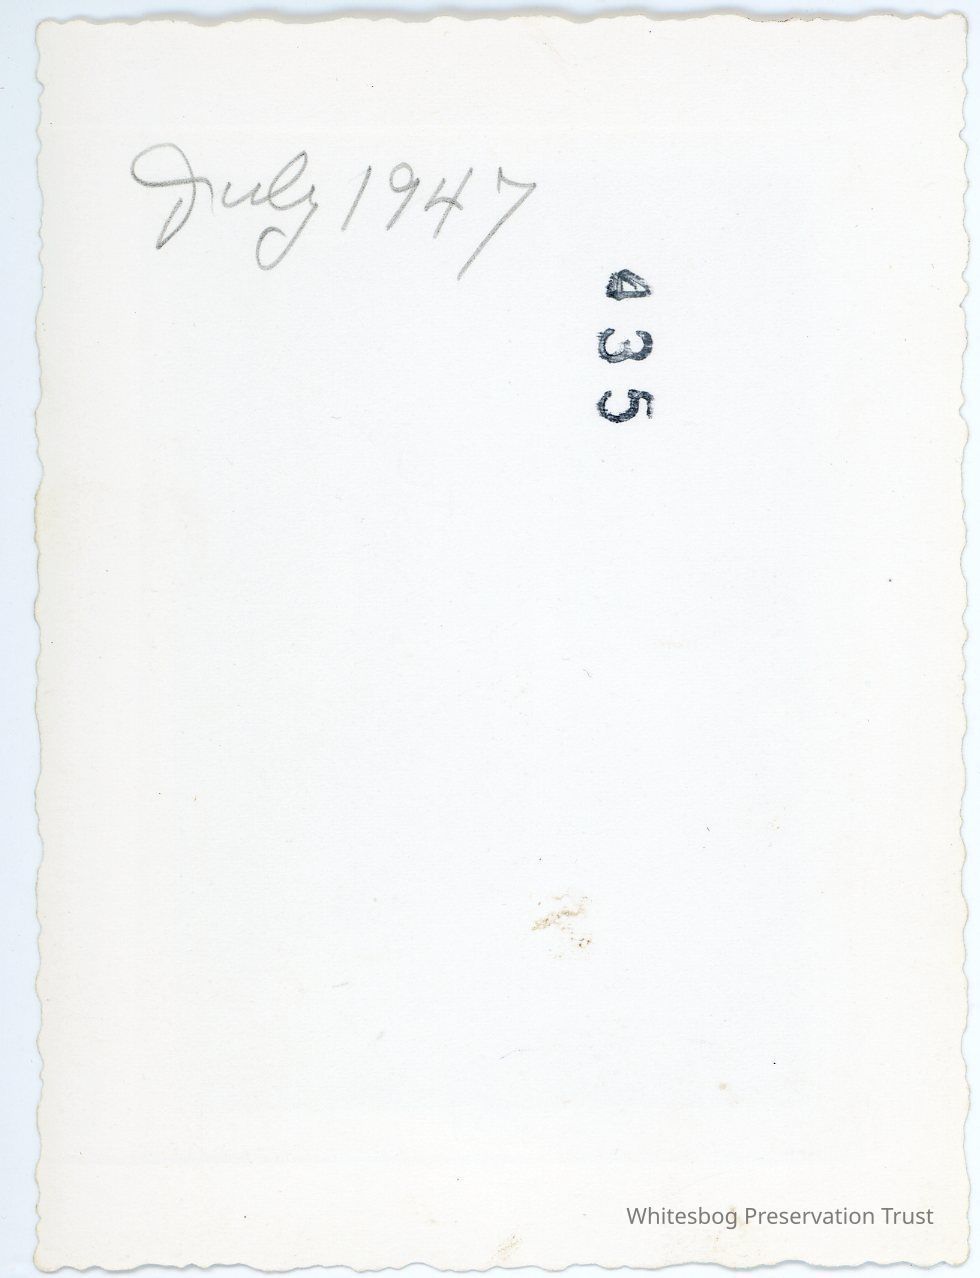 July 1947
435
Whitesbog Preservation Trust